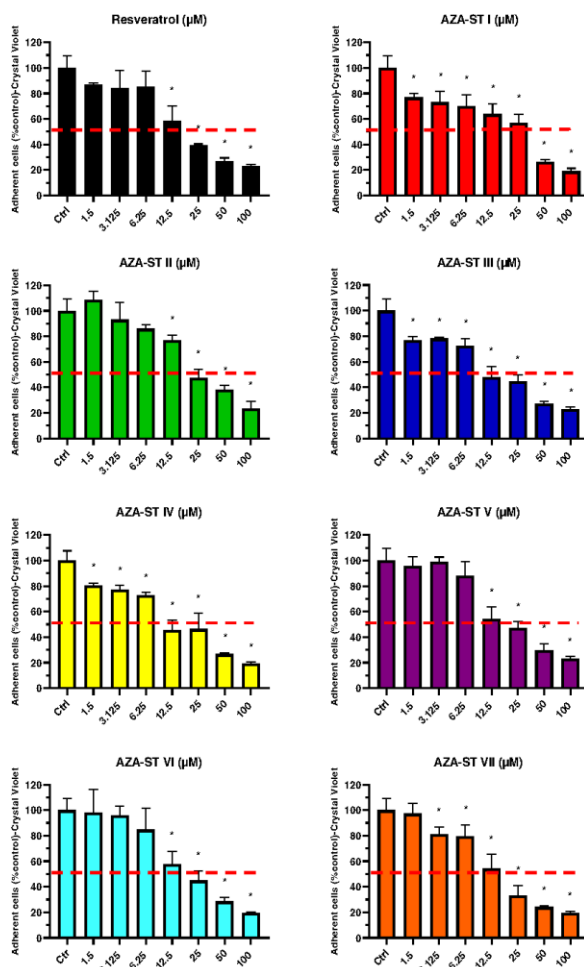 Resveratrol (µM)
Adherent cells (%control)-Crystal Violet
120
100
80
60
40
20
0
* * * *
Ctrl 1.5 3.125 6.25 12.5 25 50 100
AZA-ST I (µM)
Adherent cells (%control)-Crystal Violet
120
100
80
60
40
20
0
* * * * * * *
Ctrl 1.5 3.125 6.25 12.5 25 50 100
AZA-ST II (µM)
Adherent cells (%control)-Crystal Violet
120
100
80
60
40
20
0
* * * *
Ctrl 1.5 3.125 6.25 12.5 25 50 100
AZA-ST III (µM)
Adherent cells (%control)-Crystal Violet
120
100
80
60
40
20
0
* * * * * * *
Ctrl 1.5 3.125 6.25 12.5 25 50 100
AZA-ST IV (µM)
Adherent cells (%control)-Crystal Violet
120
100
80
60
40
20
0
* * * * * * *
Ctrl 1.5 3.125 6.25 12.5 25 50 100
AZA-ST V (µM)
Adherent cells (%control)-Crystal Violet
120
100
80
60
40
20
0
* * * *
Ctrl 1.5 3.125 6.25 12.5 25 50 100
AZA-ST VI (µM)
Adherent cells (%control)-Crystal Violet
120
100
80
60
40
20
0
* * * *
Ctrl 1.5 3.125 6.25 12.5 25 50 100
AZA-ST VII (µM)
Adherent cells (%control)-Crystal Violet
120
100
80
60
40
20
0
* * * * * *
Ctrl 1.5 3.125 6.25 12.5 25 50 100